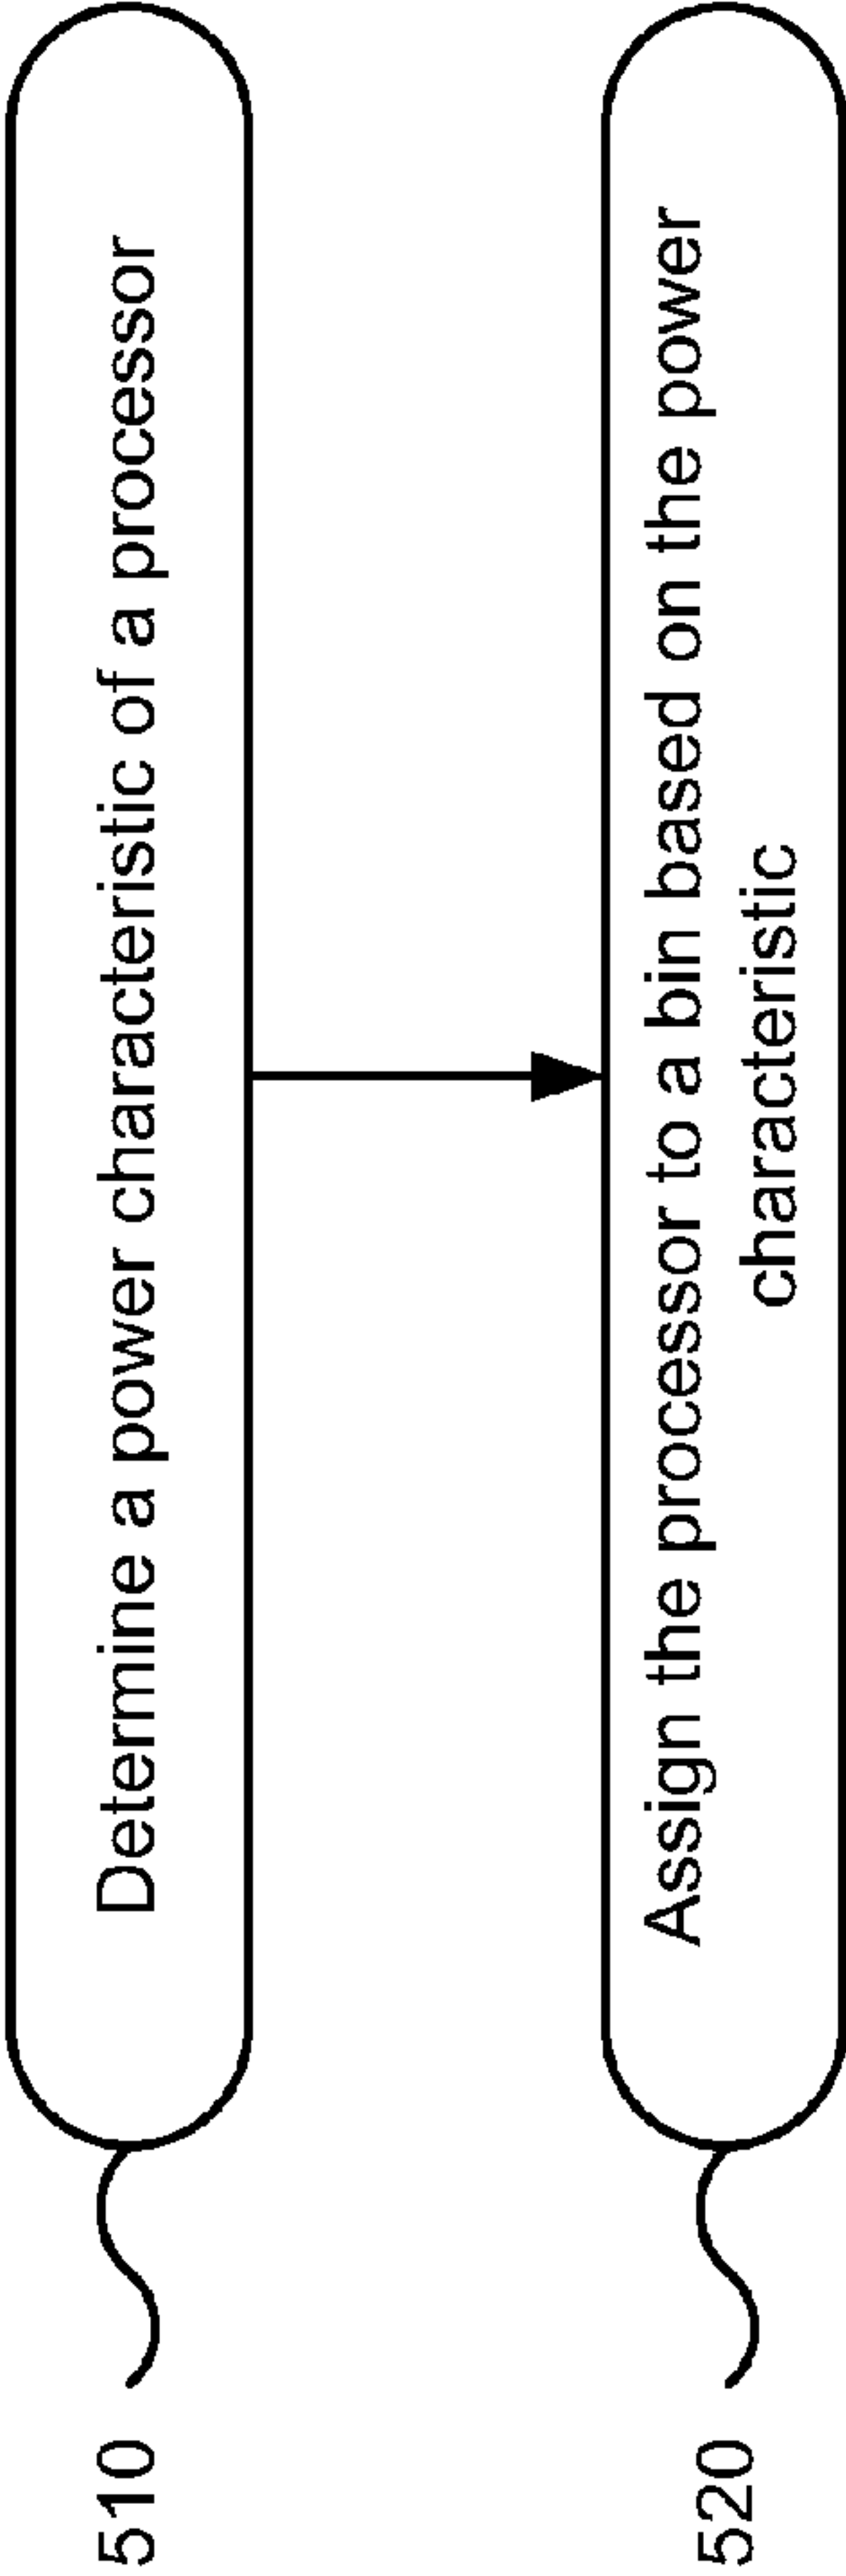 510
Determine a power characteristic of a processor
520
Assign the processor to a bin based on the power
characteristic